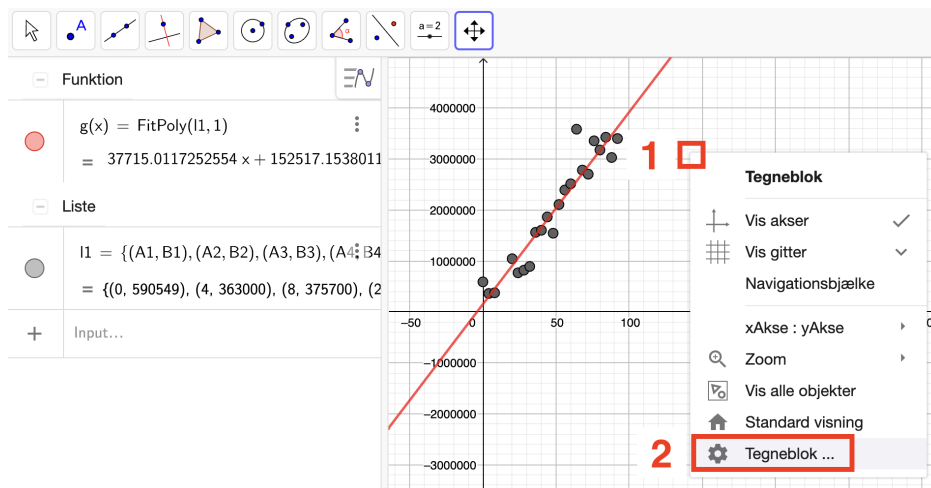 A
a=2
α
Funktion
g(x) = FitPoly(l1, 1)
= 37715.0117252554 x + 152517.1538011
Liste
l1 = {(A1, B1), (A2, B2), (A3, B3), (A4, B4
= {(0, 590549), (4, 363000), (8, 375700), (2
+ Input...
4000000
3000000
2000000
1000000
−50 0 50 100
−1000000
−2000000
−3000000
1
Tegneblok
Vis akser
Vis gitter
Navigationsbjælke
xAkse : yAkse
Zoom
Vis alle objekter
Standard visning
2 Tegneblok ...